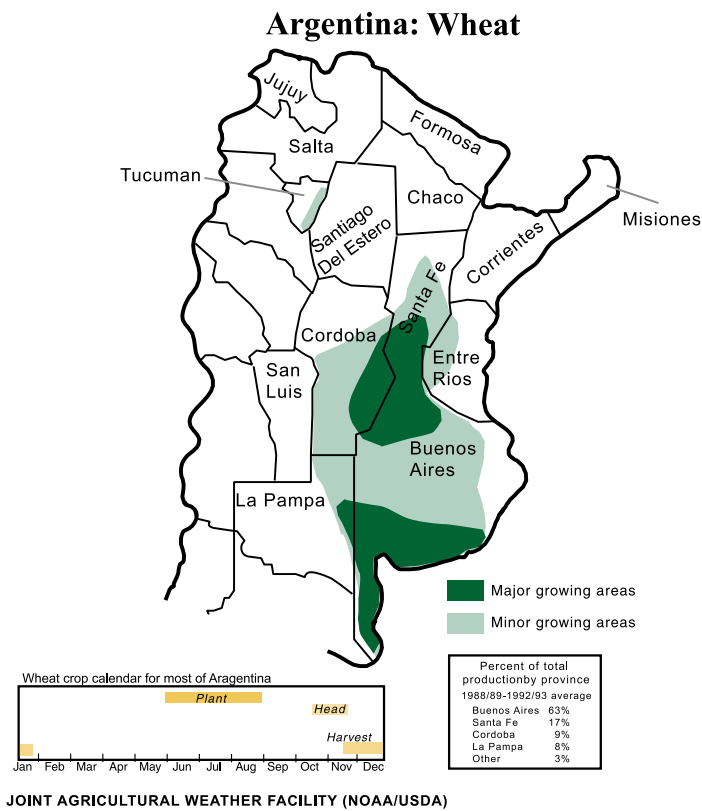 Argentina: Wheat
Jujuy
Formosa
Salta
Tucuman
Chaco
Misiones
Santiago
Del Estero
Corrientes
Santa Fe
Cordoba
Entre
Rios
San
Luis
Buenos
Aires
La Pampa
Major growing areas
Minor growing areas
Wheat crop calendar for most of Aragentina
Plant
Head
Harvest
Jan Feb Mar Apr May Jun Jul Aug Sep Oct Nov Dec
Percent of total
productionby province
1988/89-1992/93 average
Buenos Aires 63%
Santa Fe 17%
Cordoba 9%
La Pampa 8%
Other 3%
JOINT AGRICULTURAL WEATHER FACILITY (NOAA/USDA)